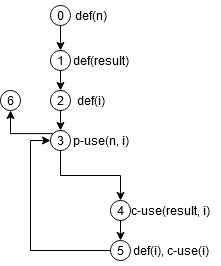 0 def(n)
1 def(result)
2 def(i)
6
3 p-use(n, i)
4 c-use(result, i)
5 def(i), c-use(i)